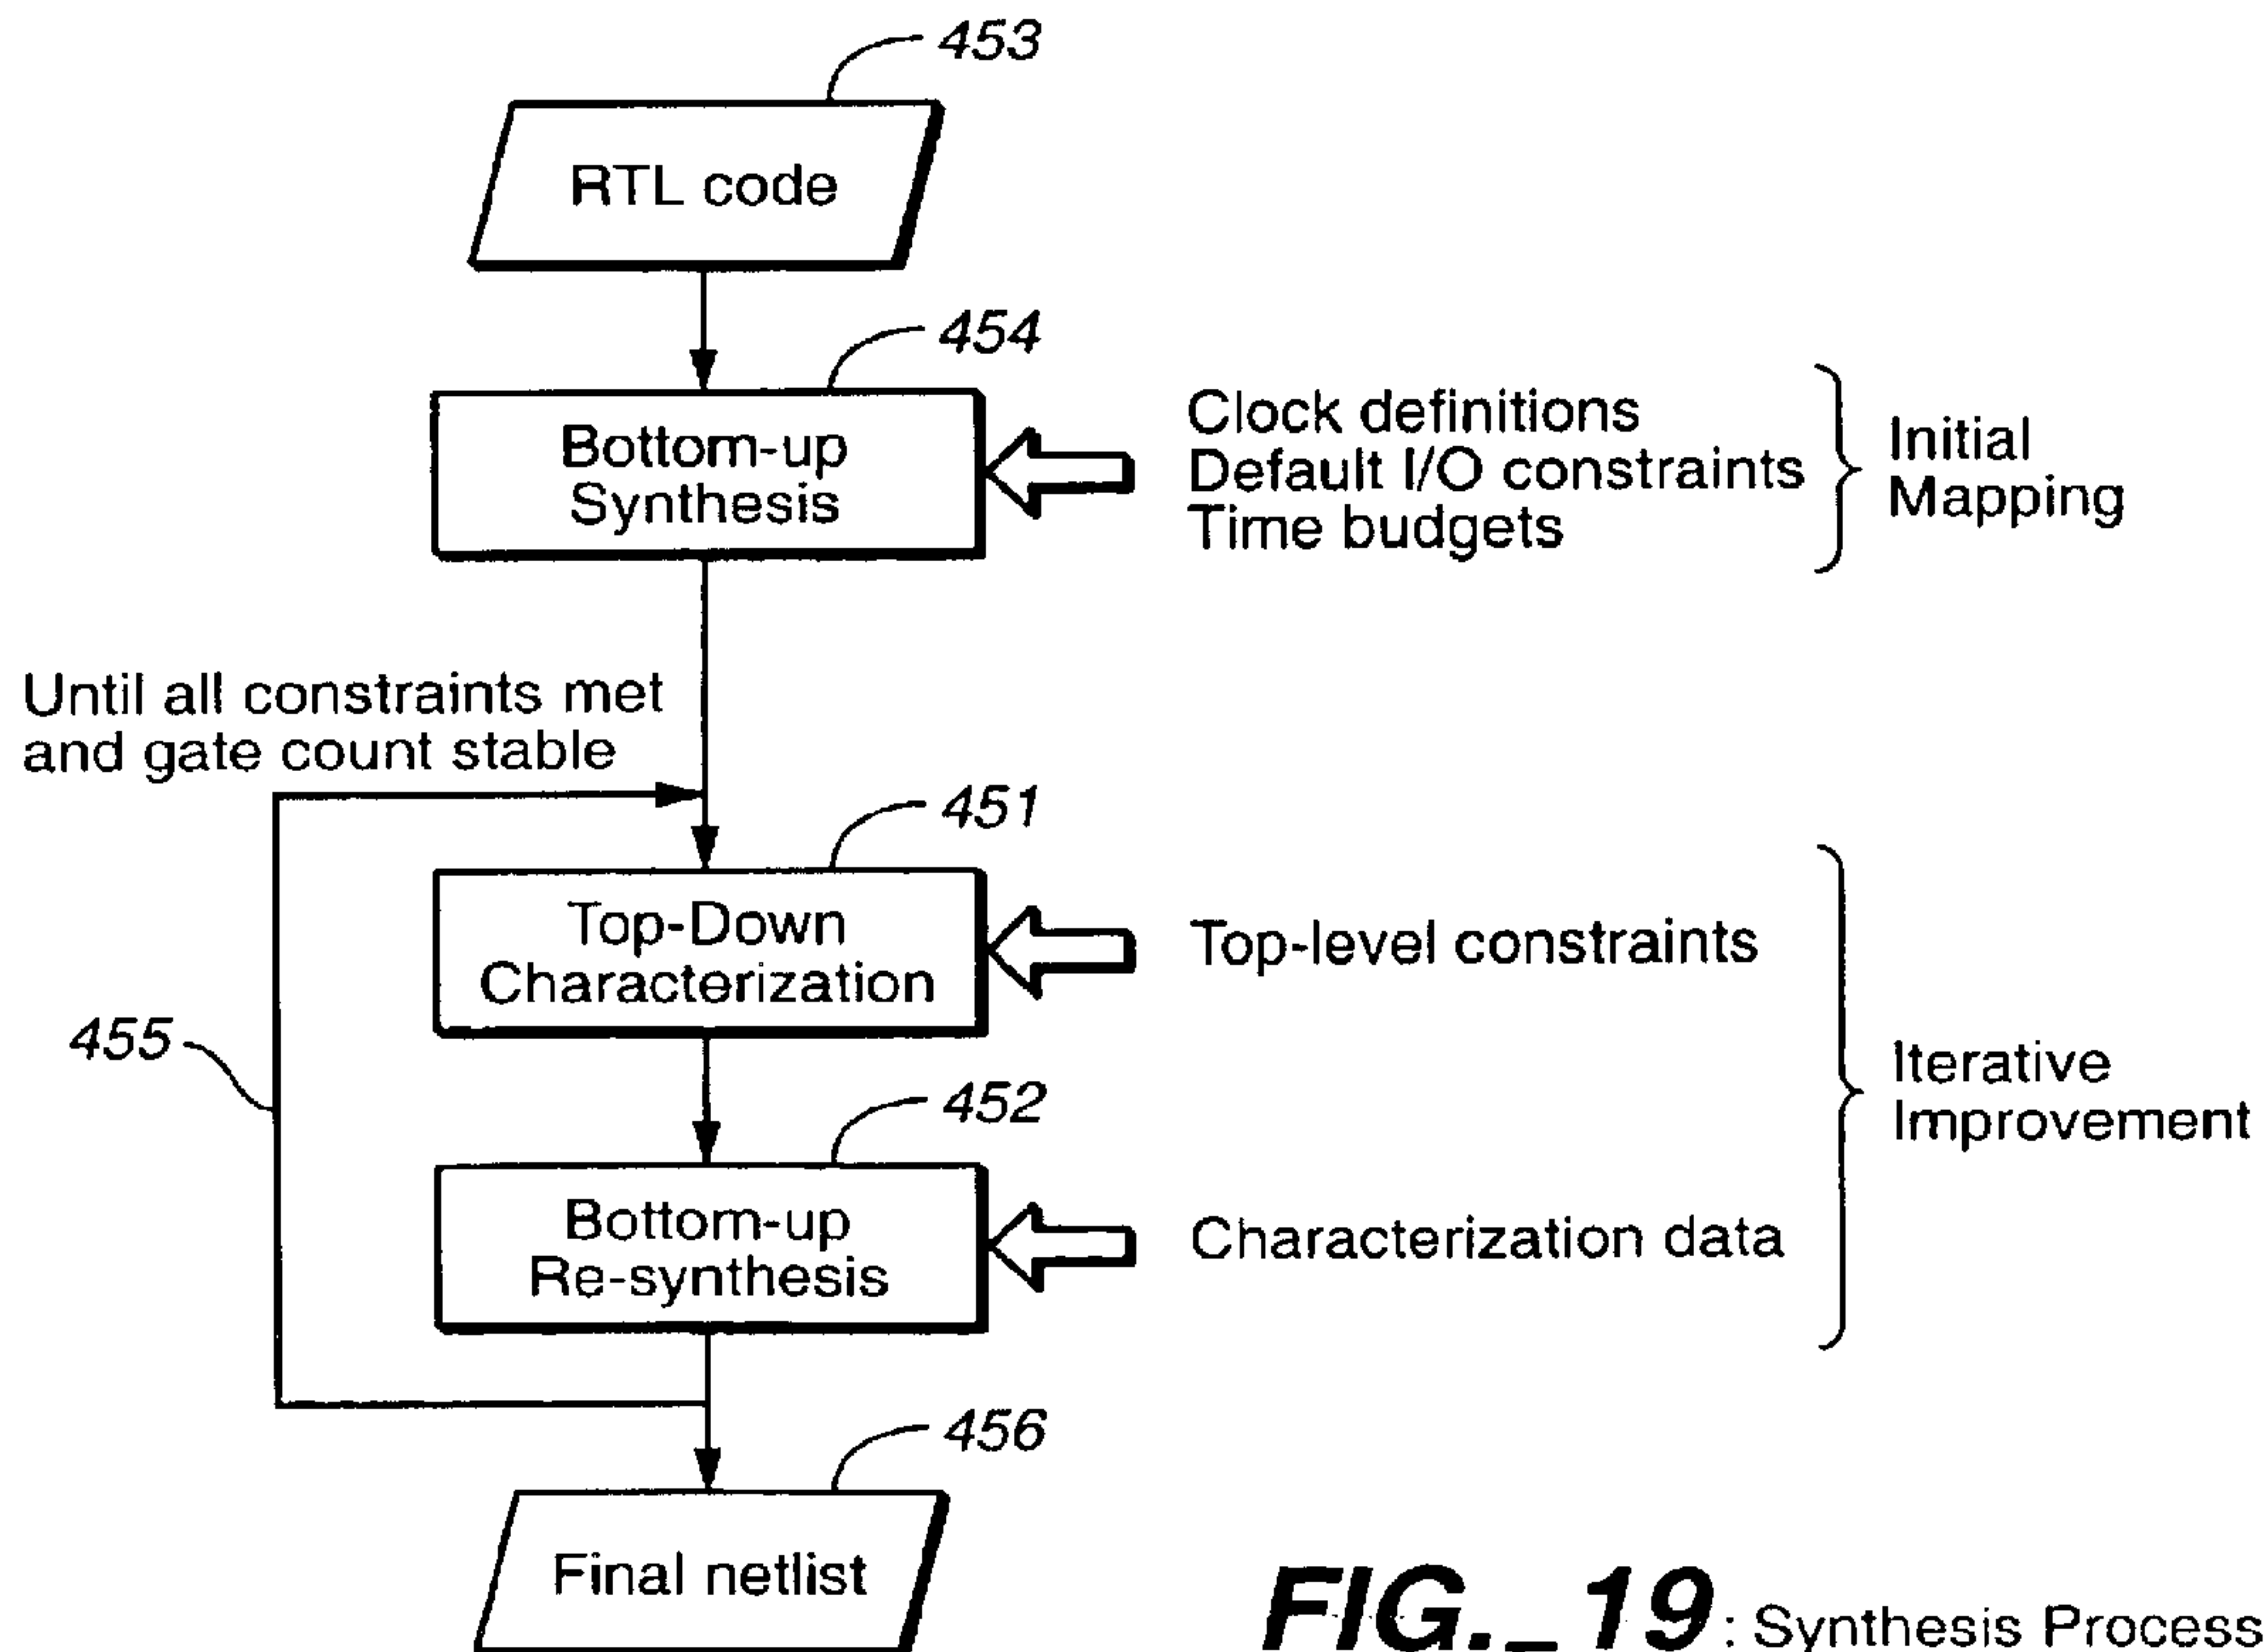 453
RTL code
454
Bottom-up
Synthesis
Clock definitions
Default I/O constraints
Time budgets
Initial
Mapping
Until all constraints met
and gate count stable
451
Top-Down
Characterization
Top-level constraints
455
Iterative
Improvement
452
Bottom-up
Re-synthesis
Characterization data
456
Final netlist
FIG._19: Synthesis Process